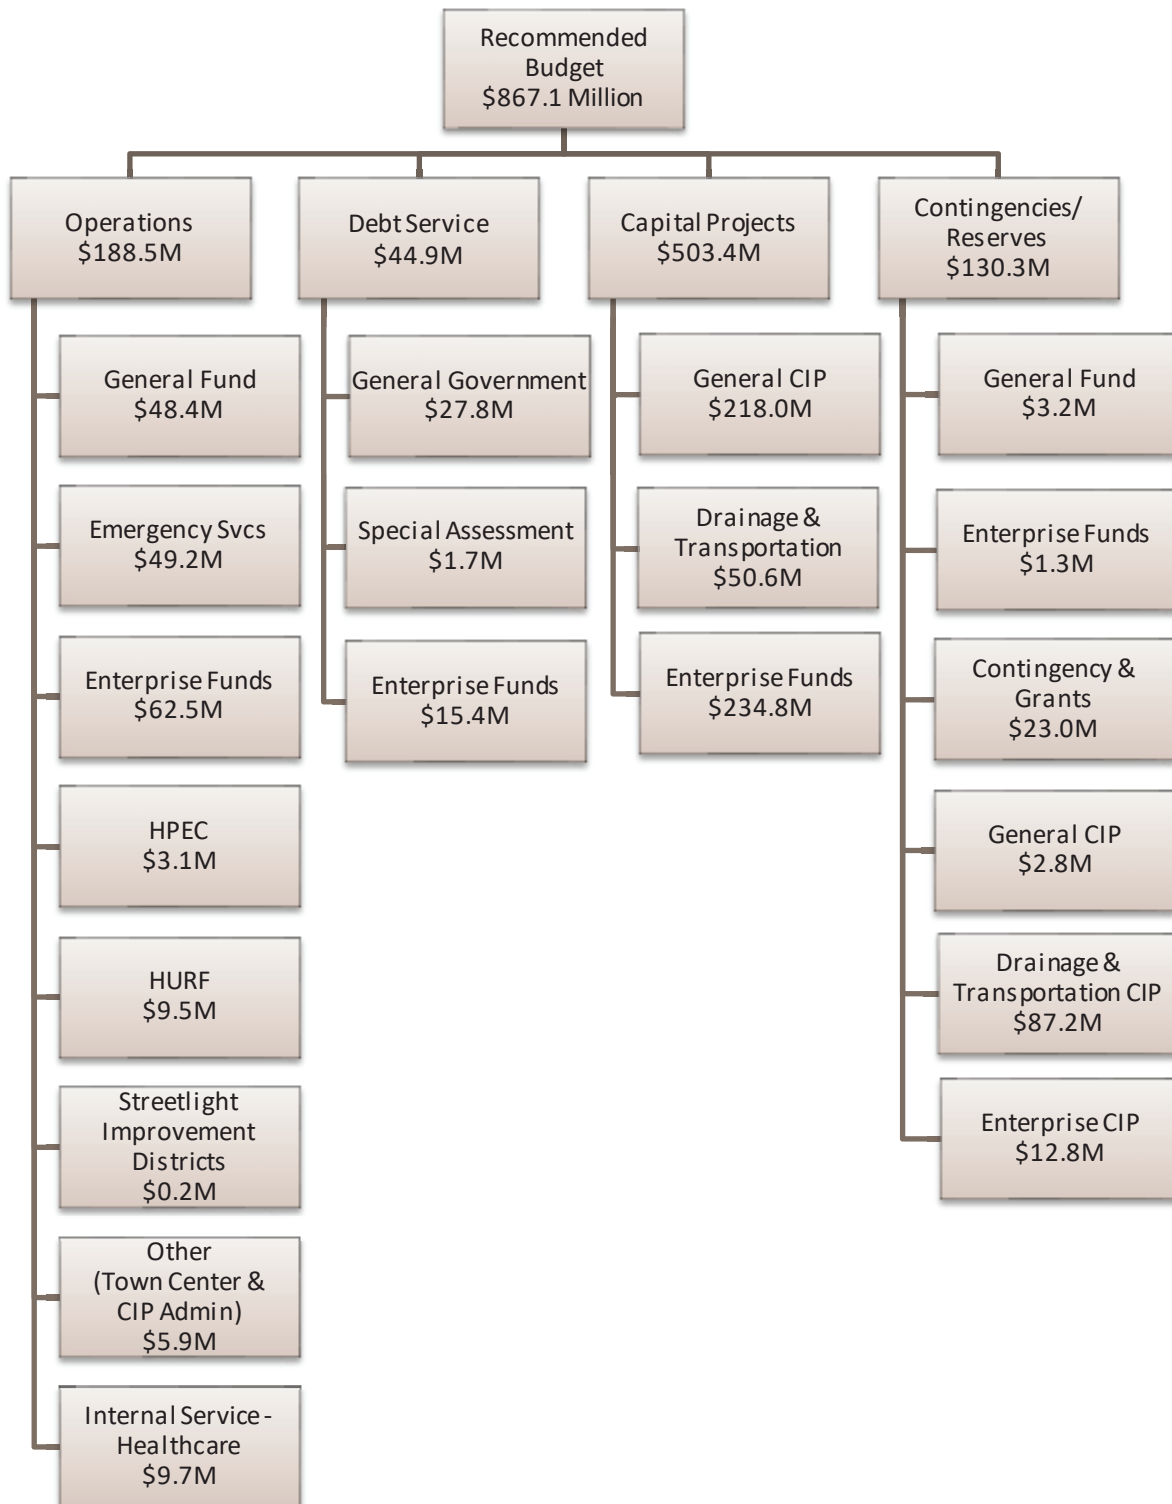 Recommended
Budget
$867.1 Million
Operations
$188.5M
Debt Service
$44.9M
Capital Projects
$503.4M
Contingencies/
Reserves
$130.3M
General Fund
$48.4M
Emergency Svcs
$49.2M
Enterprise Funds
$62.5M
HPEC
$3.1M
HURF
$9.5M
Streetlight
Improvement
Districts
$0.2M
Other
(Town Center &
CIP Admin)
$5.9M
Internal Service -
Healthcare
$9.7M
General Government
$27.8M
Special Assessment
$1.7M
Enterprise Funds
$15.4M
General CIP
$218.0M
Drainage &
Transportation
$50.6M
Enterprise Funds
$234.8M
General Fund
$3.2M
Enterprise Funds
$1.3M
Contingency &
Grants
$23.0M
General CIP
$2.8M
Drainage &
Transportation CIP
$87.2M
Enterprise CIP
$12.8M